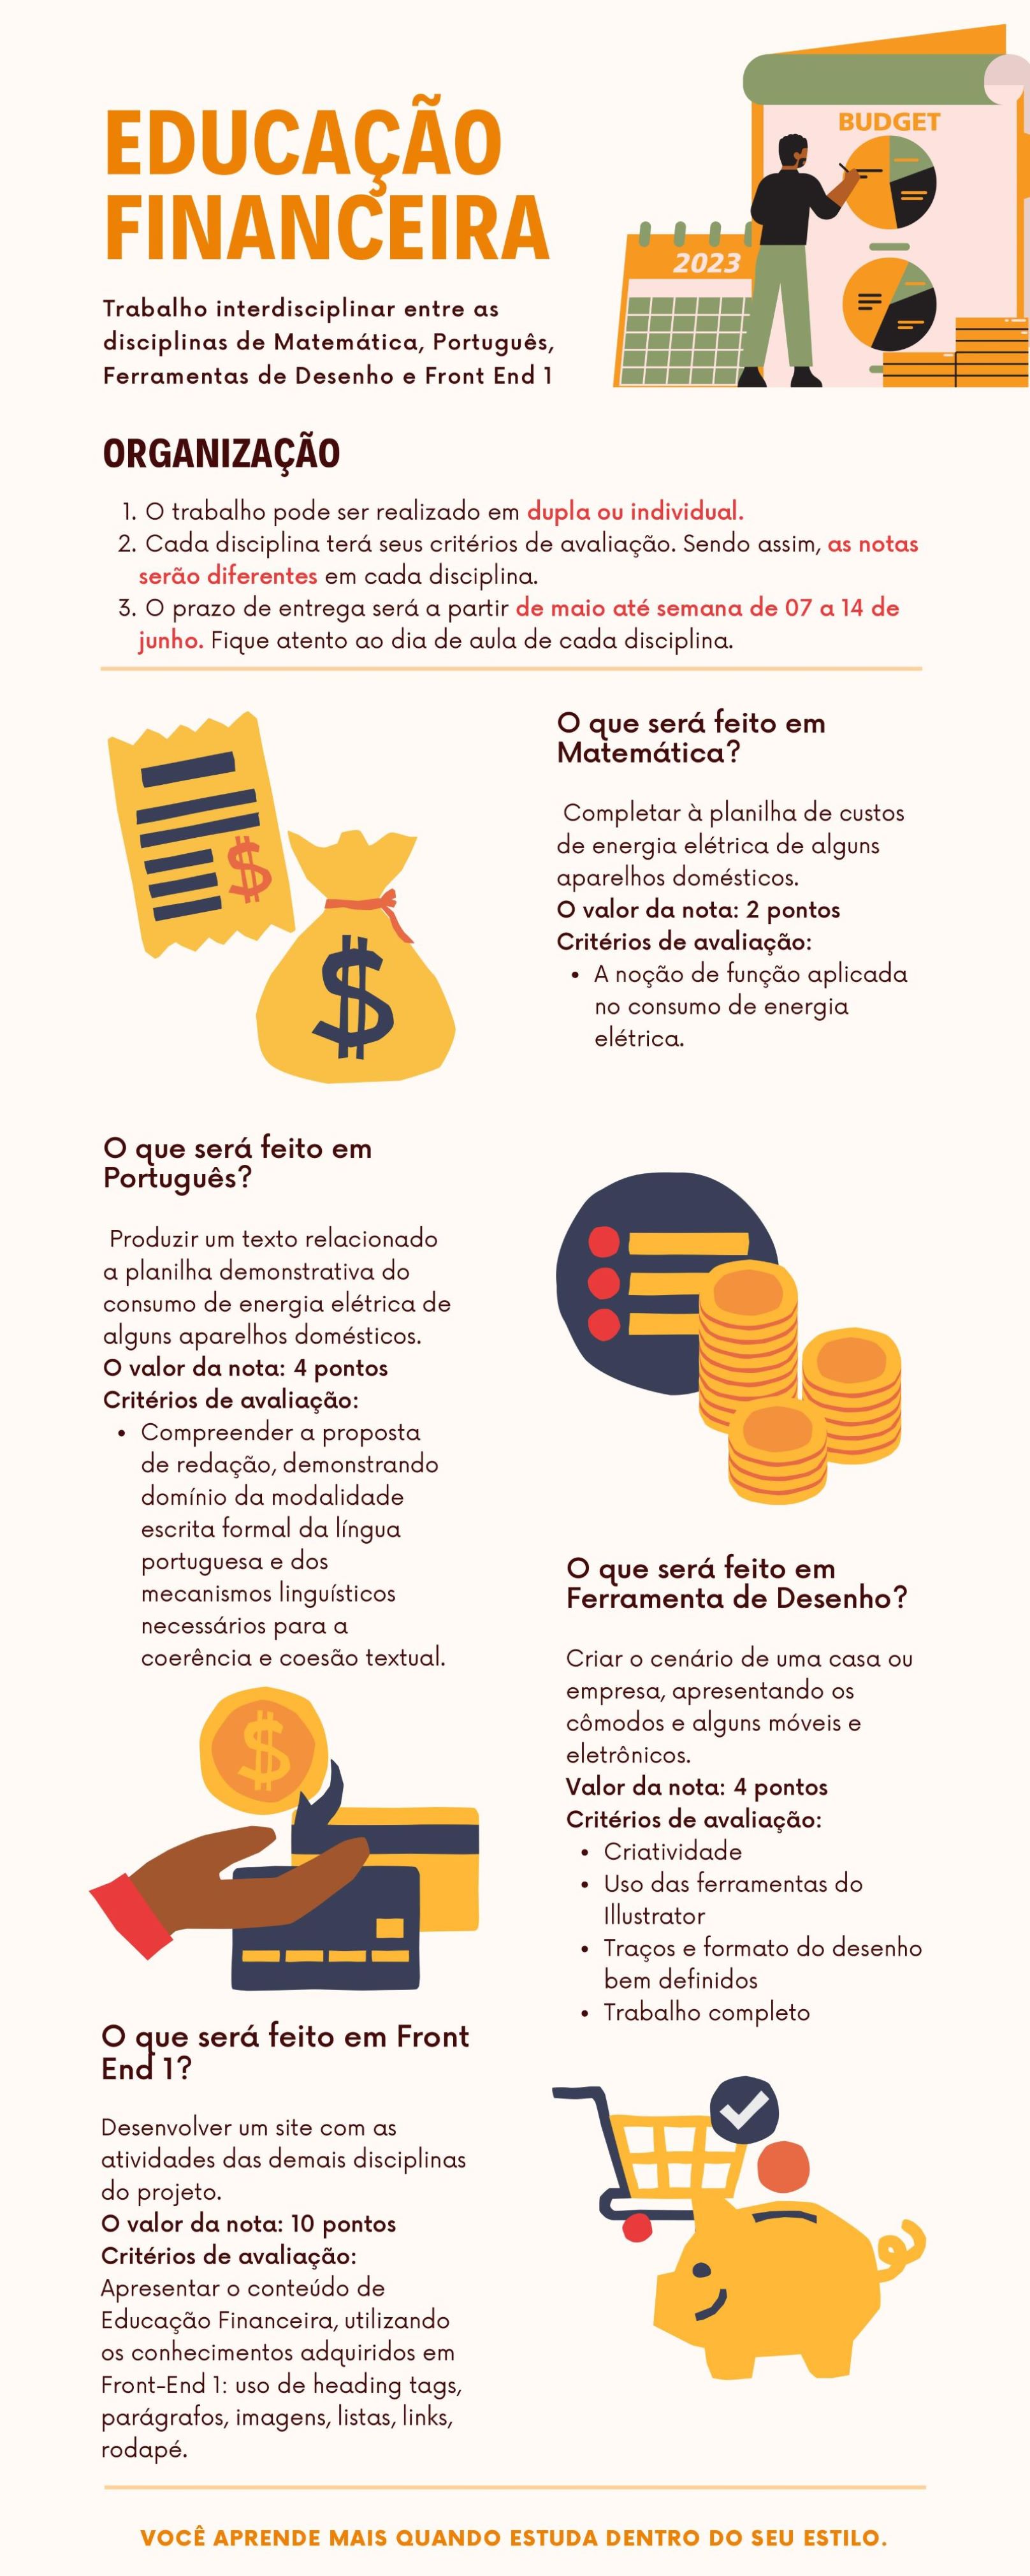 EDUCAÇÃO
FINANCEIRA
Trabalho interdisciplinar entre as
disciplinas de Matemática, Português,
Ferramentas de Desenho e Front End 1
BUDGET
2023
ORGANIZAÇÃO
1. O trabalho pode ser realizado em dupla ou individual.
2. Cada disciplina terá seus critérios de avaliação. Sendo assim, as notas
serão diferentes em cada disciplina.
3. O prazo de entrega será a partir de maio até semana de 07 a 14 de
junho. Fique atento ao dia de aula de cada disciplina.
$
$
O que será feito em
Matemática?
Completar à planilha de custos
de energia elétrica de alguns
aparelhos domésticos.
O valor da nota: 2 pontos
Critérios de avaliação:
• A noção de função aplicada
no consumo de energia
elétrica.
O que será feito em
Português?
Produzir um texto relacionado
a planilha demonstrativa do
consumo de energia elétrica de
alguns aparelhos domésticos.
O valor da nota: 4 pontos
Critérios de avaliação:
• Compreender a proposta
de redação, demonstrando
domínio da modalidade
escrita formal da língua
portuguesa e dos
mecanismos linguísticos
necessários para a
coerência e coesão textual.
O que será feito em
Ferramenta de Desenho?
Criar o cenário de uma casa ou
empresa, apresentando os
cômodos e alguns móveis e
eletrônicos.
Valor da nota: 4 pontos
Critérios de avaliação:
• Criatividade
• Uso das ferramentas do
Illustrator
• Traços e formato do desenho
bem definidos
• Trabalho completo
$
O que será feito em Front
End 1?
Desenvolver um site com as
atividades das demais disciplinas
do projeto.
O valor da nota: 10 pontos
Critérios de avaliação:
Apresentar o conteúdo de
Educação Financeira, utilizando
os conhecimentos adquiridos em
Front-End 1: uso de heading tags,
parágrafos, imagens, listas, links,
rodapé.
VOCÊ APRENDE MAIS QUANDO ESTUDA DENTRO DO SEU ESTILO.